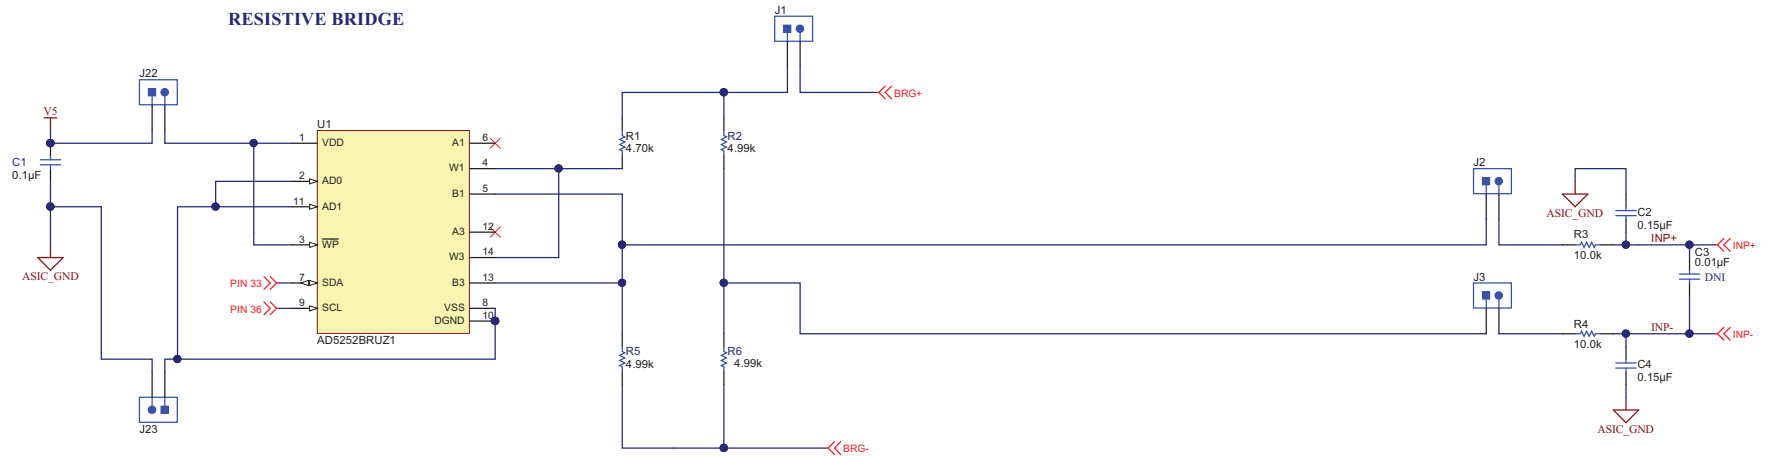 RESISTIVE BRIDGE
J1
BRG+
J22
V5
C1
0.1µF
ASIC_GND
U1
1 VDD
2 AD0
11 AD1
3 WP
PIN 33 7 SDA
PIN 36 9 SCL
A1 6
W1 4
B1 5
A3 12
W3 14
B3 13
VSS 8
DGND 10
AD5252BRUZ1
J23
R1
4.70k
R2
4.99k
R5
4.99k
R6
4.99k
BRG-
J2
ASIC_GND
C2
0.15µF
R3
10.0k
INP+
INP+
C3
0.01µF
DNI
J3
R4
10.0k
INP-
INP-
C4
0.15µF
ASIC_GND